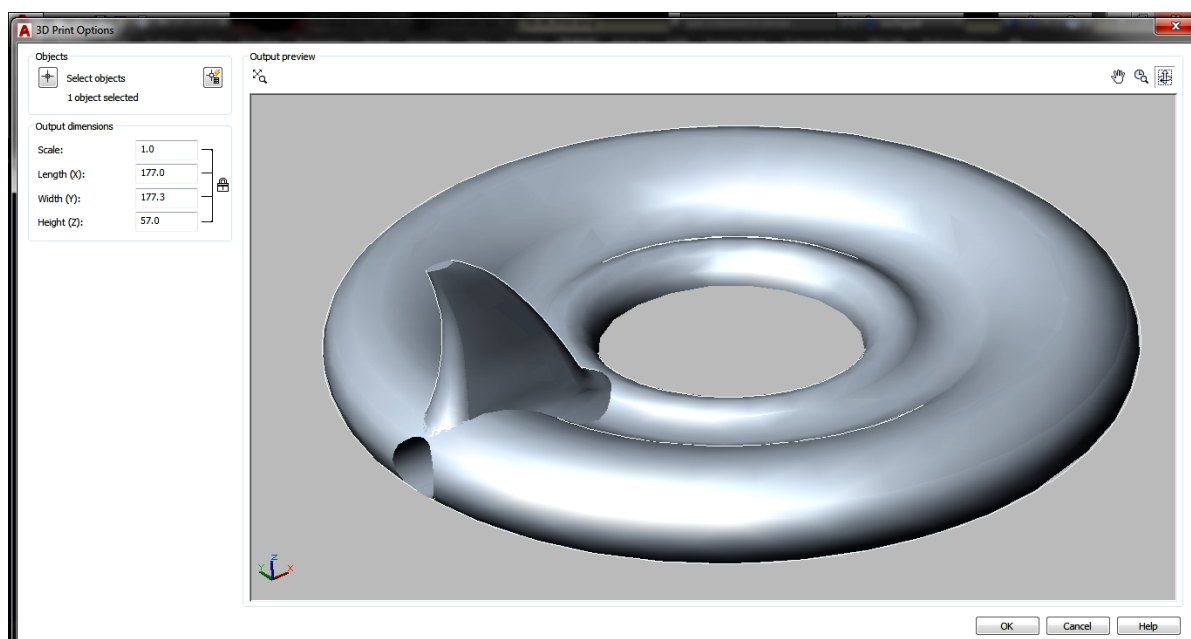 3D Print Options
Objects
Select objects
1 object selected
Output dimensions
Scale: 1.0
Length (X): 177.0
Width (Y): 177.3
Height (Z): 57.0
Output preview
Z
Y
X
OK Cancel Help